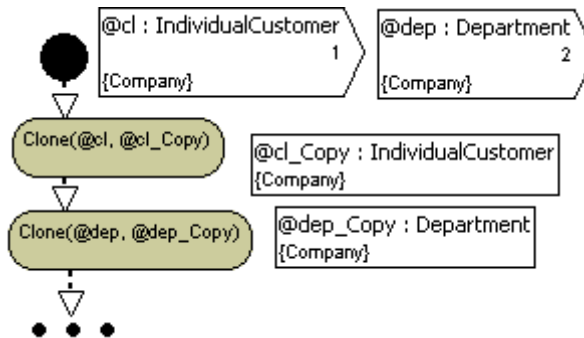 @cl : IndividualCustomer
1
{Company}
@dep : Department
2
{Company}
Clone(@cl, @cl_Copy)
@cl_Copy : IndividualCustomer
{Company}
Clone(@dep, @dep_Copy)
@dep_Copy : Department
{Company}